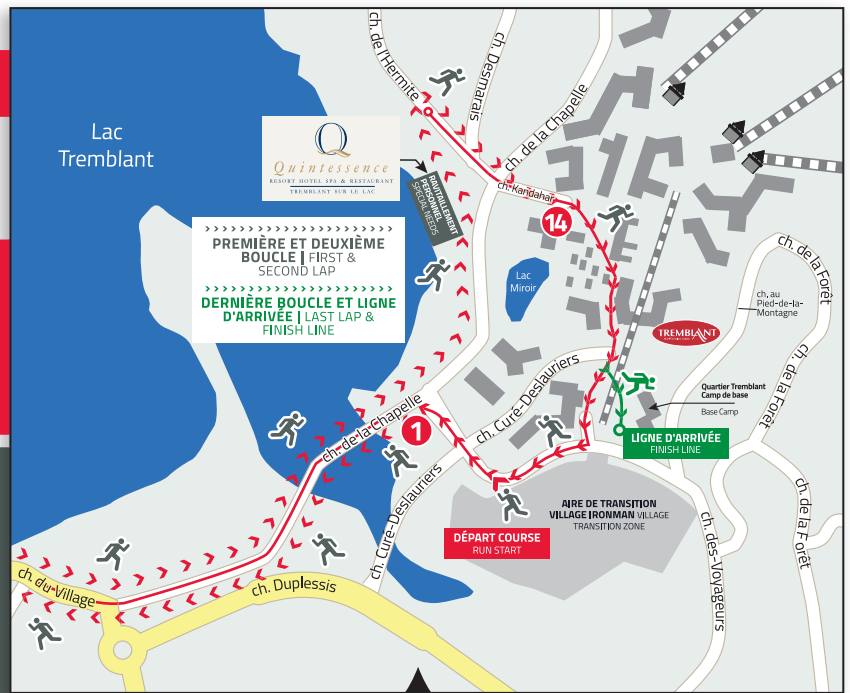 Lac
Tremblant
ch. de l'Hermite
ch. Desmarais
ch. de la Chapelle
ch. Kandahar
Q
Quintessence
RESORT HOTEL SPA & RESTAURANT
TREMBLANT SUR LE LAC
RAVITAILLEMENT
PERSONNEL
SPECIAL NEEDS
PREMIÈRE ET DEUXIÈME
BOUCLE | FIRST &
SECOND LAP
DERNIÈRE BOUCLE ET LIGNE
D'ARRIVÉE | LAST LAP &
FINISH LINE
14
Lac
Miroir
ch. de la Forêt
ch, au
Pied-de-la-
Montagne
TREMBLANT
ch. de la Forêt
Quartier Tremblant
Camp de base
Base Camp
ch. Curé-Deslauriers
LIGNE D'ARRIVÉE
FINISH LINE
ch. de la Chapelle
1
ch. Curé-Deslauriers
AIRE DE TRANSITION
VILLAGE IRONMAN VILLAGE
TRANSITION ZONE
DÉPART COURSE
RUN START
ch. des-Voyageurs
ch. de la Forêt
ch. du Village
ch. Duplessis